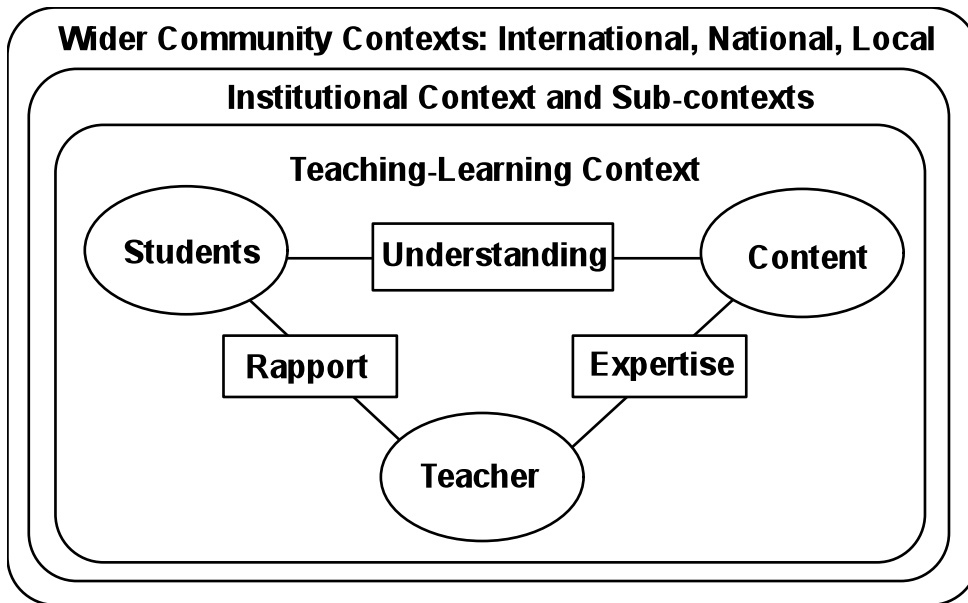 Wider Community Contexts: International, National, Local
Institutional Context and Sub-contexts
Teaching-Learning Context
Students
Understanding
Content
Rapport
Expertise
Teacher